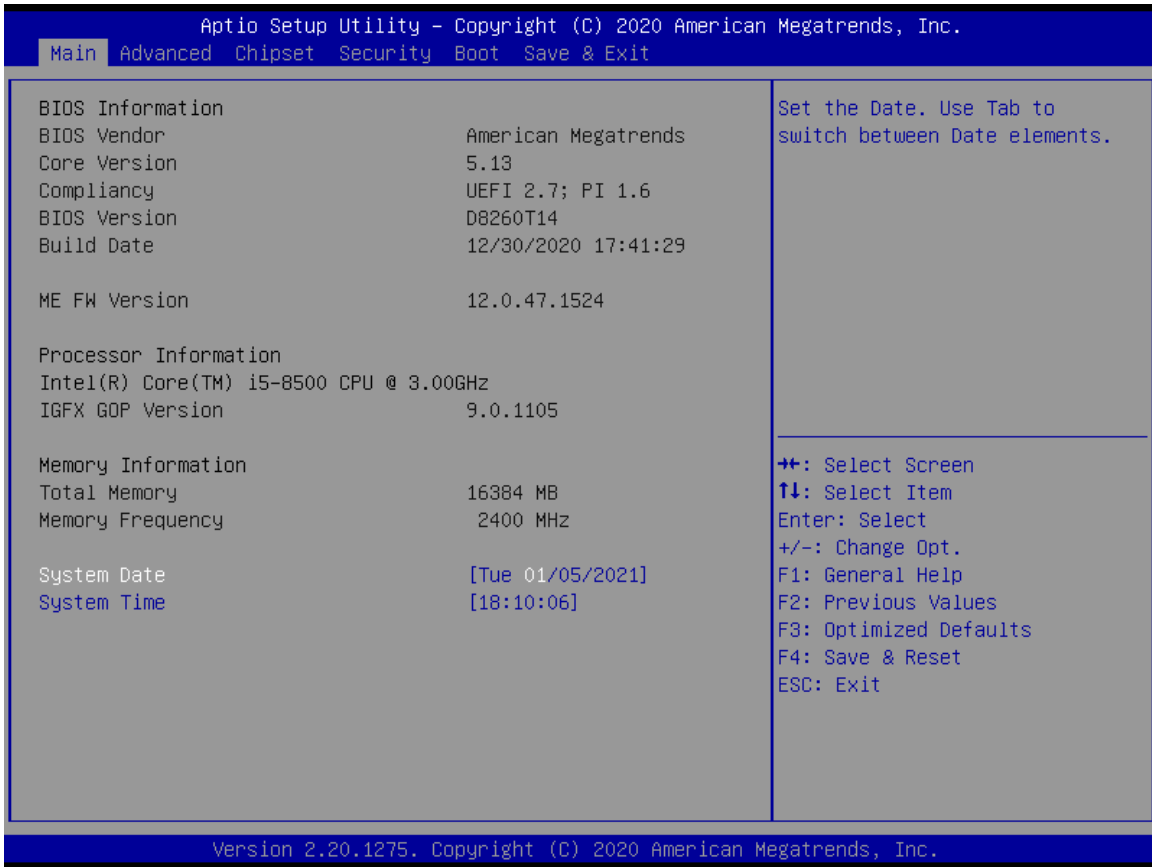 Aptio Setup Utility – Copyright (C) 2020 American Megatrends, Inc.
Main Advanced Chipset Security Boot Save & Exit
BIOS Information
BIOS Vendor American Megatrends
Core Version 5.13
Compliancy UEFI 2.7; PI 1.6
BIOS Version D8260T14
Build Date 12/30/2020 17:41:29
ME FW Version 12.0.47.1524
Processor Information
Intel(R) Core(TM) i5-8500 CPU @ 3.00GHz
IGFX GOP Version 9.0.1105
Memory Information
Total Memory 16384 MB
Memory Frequency 2400 MHz
System Date [Tue 01/05/2021]
System Time [18:10:06]
Set the Date. Use Tab to
switch between Date elements.
→←: Select Screen
↑↓: Select Item
Enter: Select
+/-: Change Opt.
F1: General Help
F2: Previous Values
F3: Optimized Defaults
F4: Save & Reset
ESC: Exit
Version 2.20.1275. Copyright (C) 2020 American Megatrends, Inc.